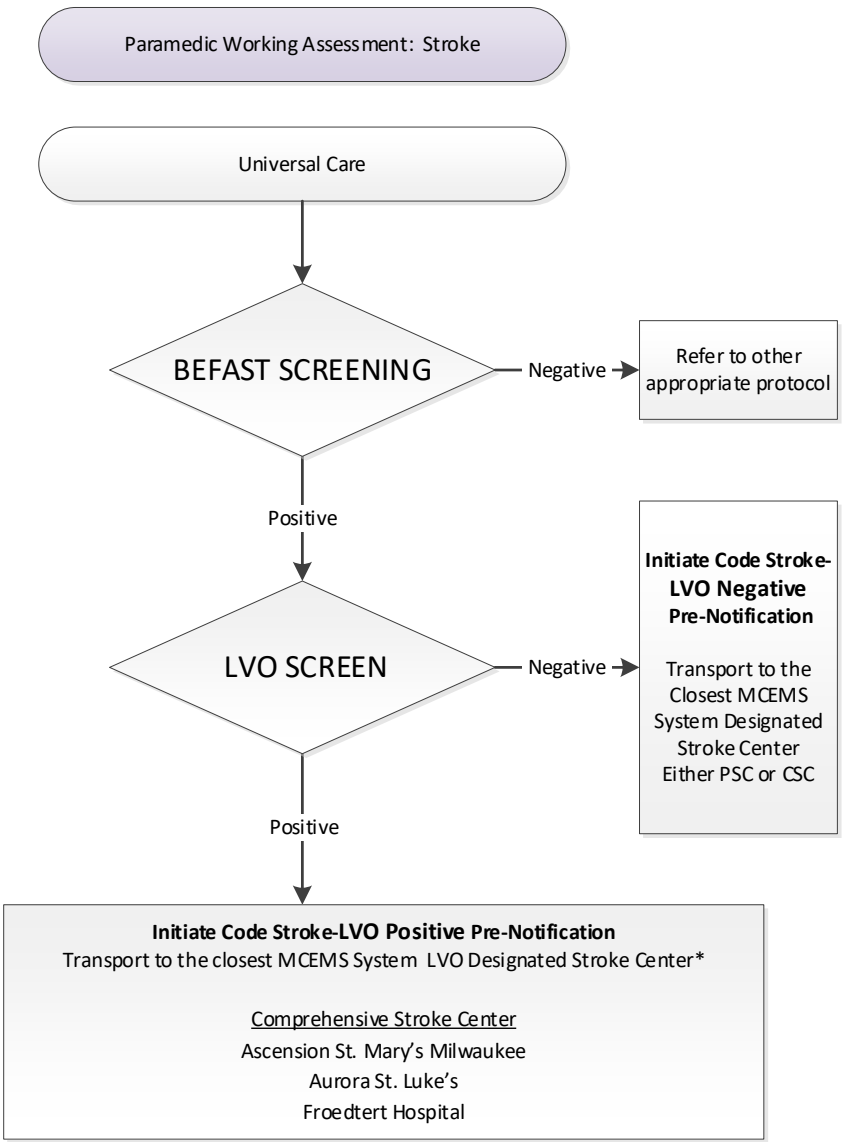 Paramedic Working Assessment: Stroke
Universal Care
BEFAST SCREENING
Negative
Refer to other
appropriate protocol
Positive
LVO SCREEN
Negative
Initiate Code Stroke-
LVO Negative
Pre-Notification
Transport to the
Closest MCEMS
System Designated
Stroke Center
Either PSC or CSC
Positive
Initiate Code Stroke-LVO Positive Pre-Notification
Transport to the closest MCEMS System LVO Designated Stroke Center*
Comprehensive Stroke Center
Ascension St. Mary's Milwaukee
Aurora St. Luke's
Froedtert Hospital